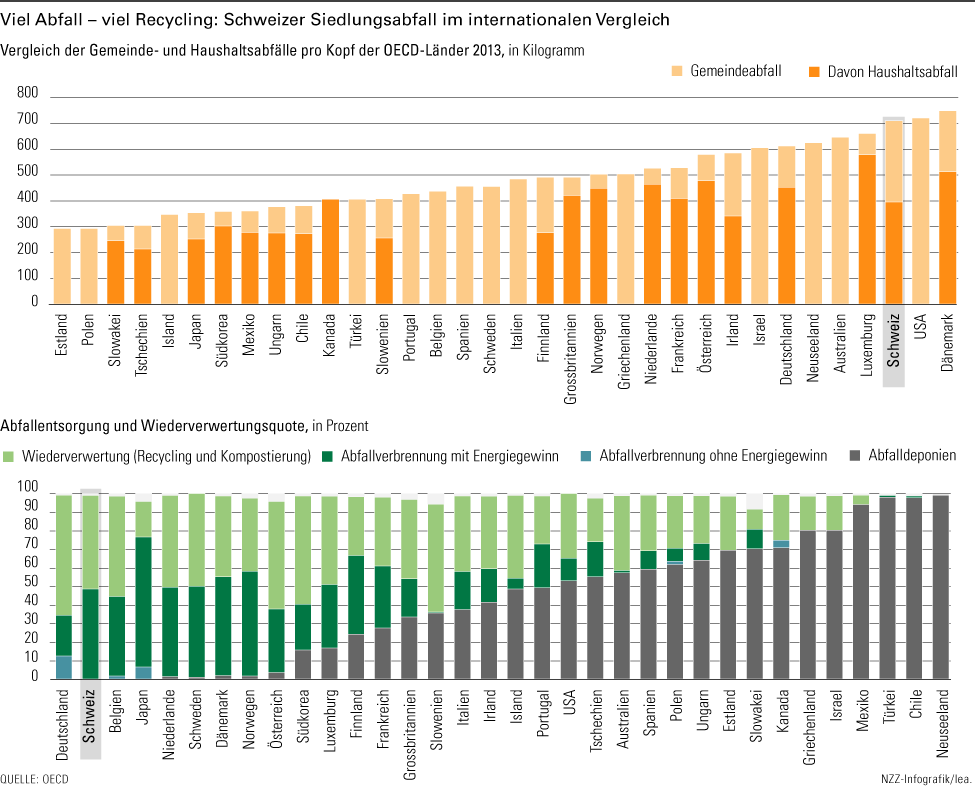 Viel Abfall – viel Recycling: Schweizer Siedlungsabfall im internationalen Vergleich
Vergleich der Gemeinde- und Haushaltsabfälle pro Kopf der OECD-Länder 2013, in Kilogramm
Gemeindeabfall
Davon Haushaltsabfall
800
700
600
500
400
300
200
100
0
Estland
Polen
Slowakei
Tschechien
Island
Japan
Südkorea
Mexiko
Ungarn
Chile
Kanada
Türkei
Slowenien
Portugal
Belgien
Spanien
Schweden
Italien
Finnland
Grossbritannien
Norwegen
Griechenland
Niederlande
Frankreich
Österreich
Irland
Israel
Deutschland
Neuseeland
Australien
Luxemburg
Schweiz
USA
Dänemark
Abfallentsorgung und Wiederverwertungsquote, in Prozent
Wiederverwertung (Recycling und Kompostierung)
Abfallverbrennung mit Energiegewinn
Abfallverbrennung ohne Energiegewinn
Abfalldeponien
100
90
80
70
60
50
40
30
20
10
0
Deutschland
Schweiz
Belgien
Japan
Niederlande
Schweden
Dänemark
Norwegen
Österreich
Südkorea
Luxemburg
Finnland
Frankreich
Grossbritannien
Slowenien
Italien
Irland
Island
Portugal
USA
Tschechien
Australien
Spanien
Polen
Ungarn
Estland
Slowakei
Kanada
Griechenland
Israel
Mexiko
Türkei
Chile
Neuseeland
QUELLE: OECD
NZZ-Infografik/lea.